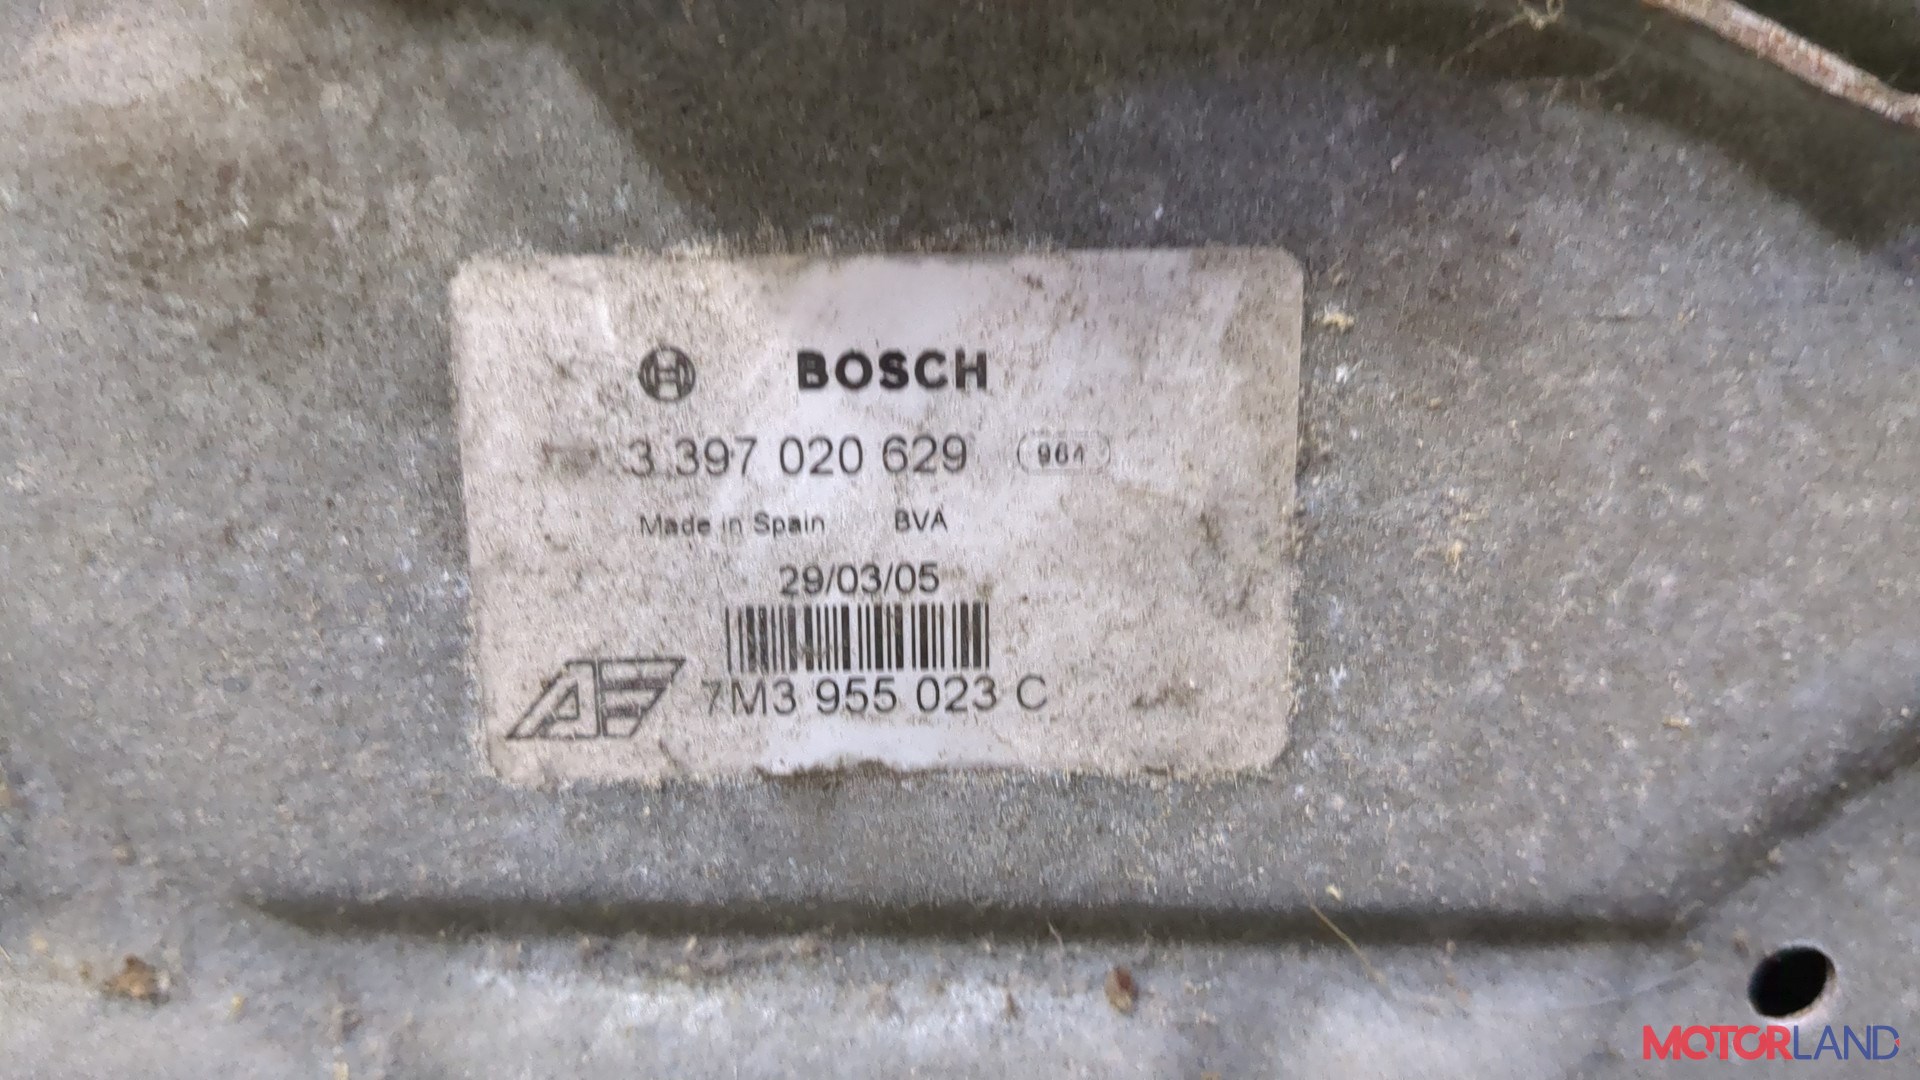 BOSCH
3 397 020 629 964
Made in Spain BVA
29/03/05
7M3 955 023 C
MOTORLAND